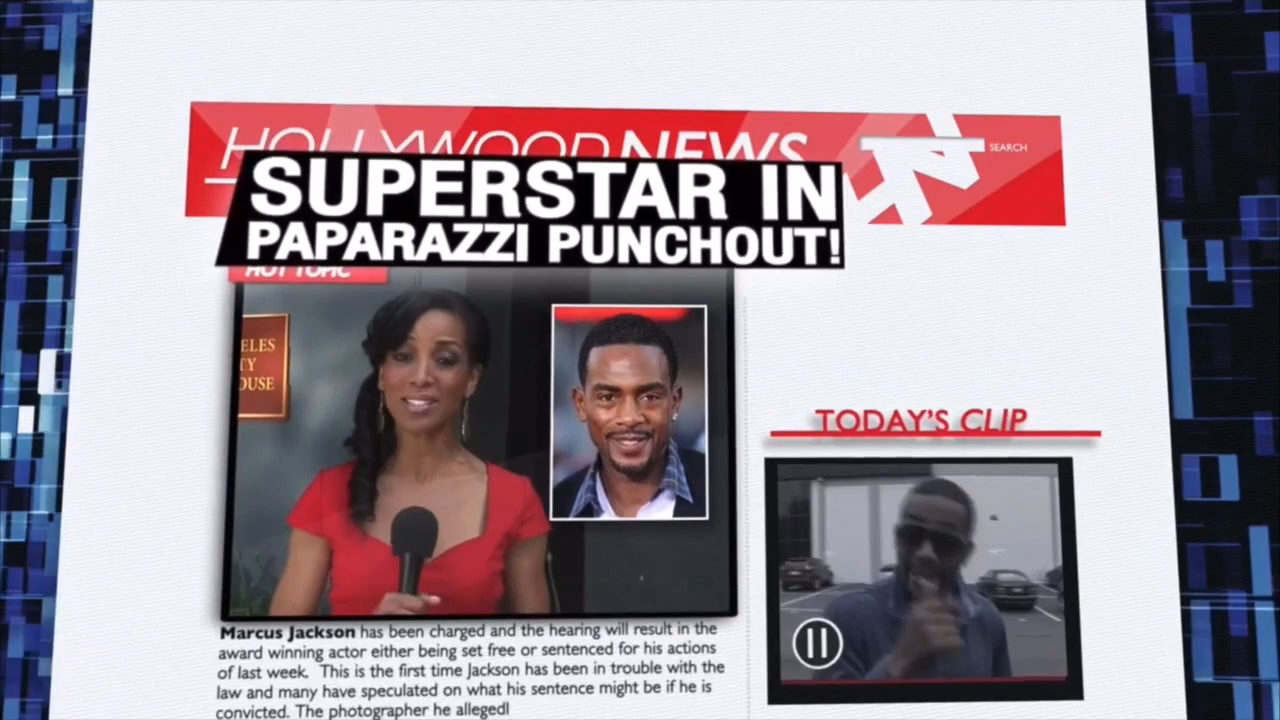 HOLLYWOODNEWS
SEARCH
SUPERSTAR IN
PAPARAZZI PUNCHOUT!
HOT TOPIC
ELES
TY
OUSE
TODAY'S CLIP
Marcus Jackson has been charged and the hearing will result in the
award winning actor either being set free or sentenced for his actions
of last week. This is the first time Jackson has been in trouble with the
law and many have speculated on what his sentence might be if he is
convicted. The photographer he allegedl